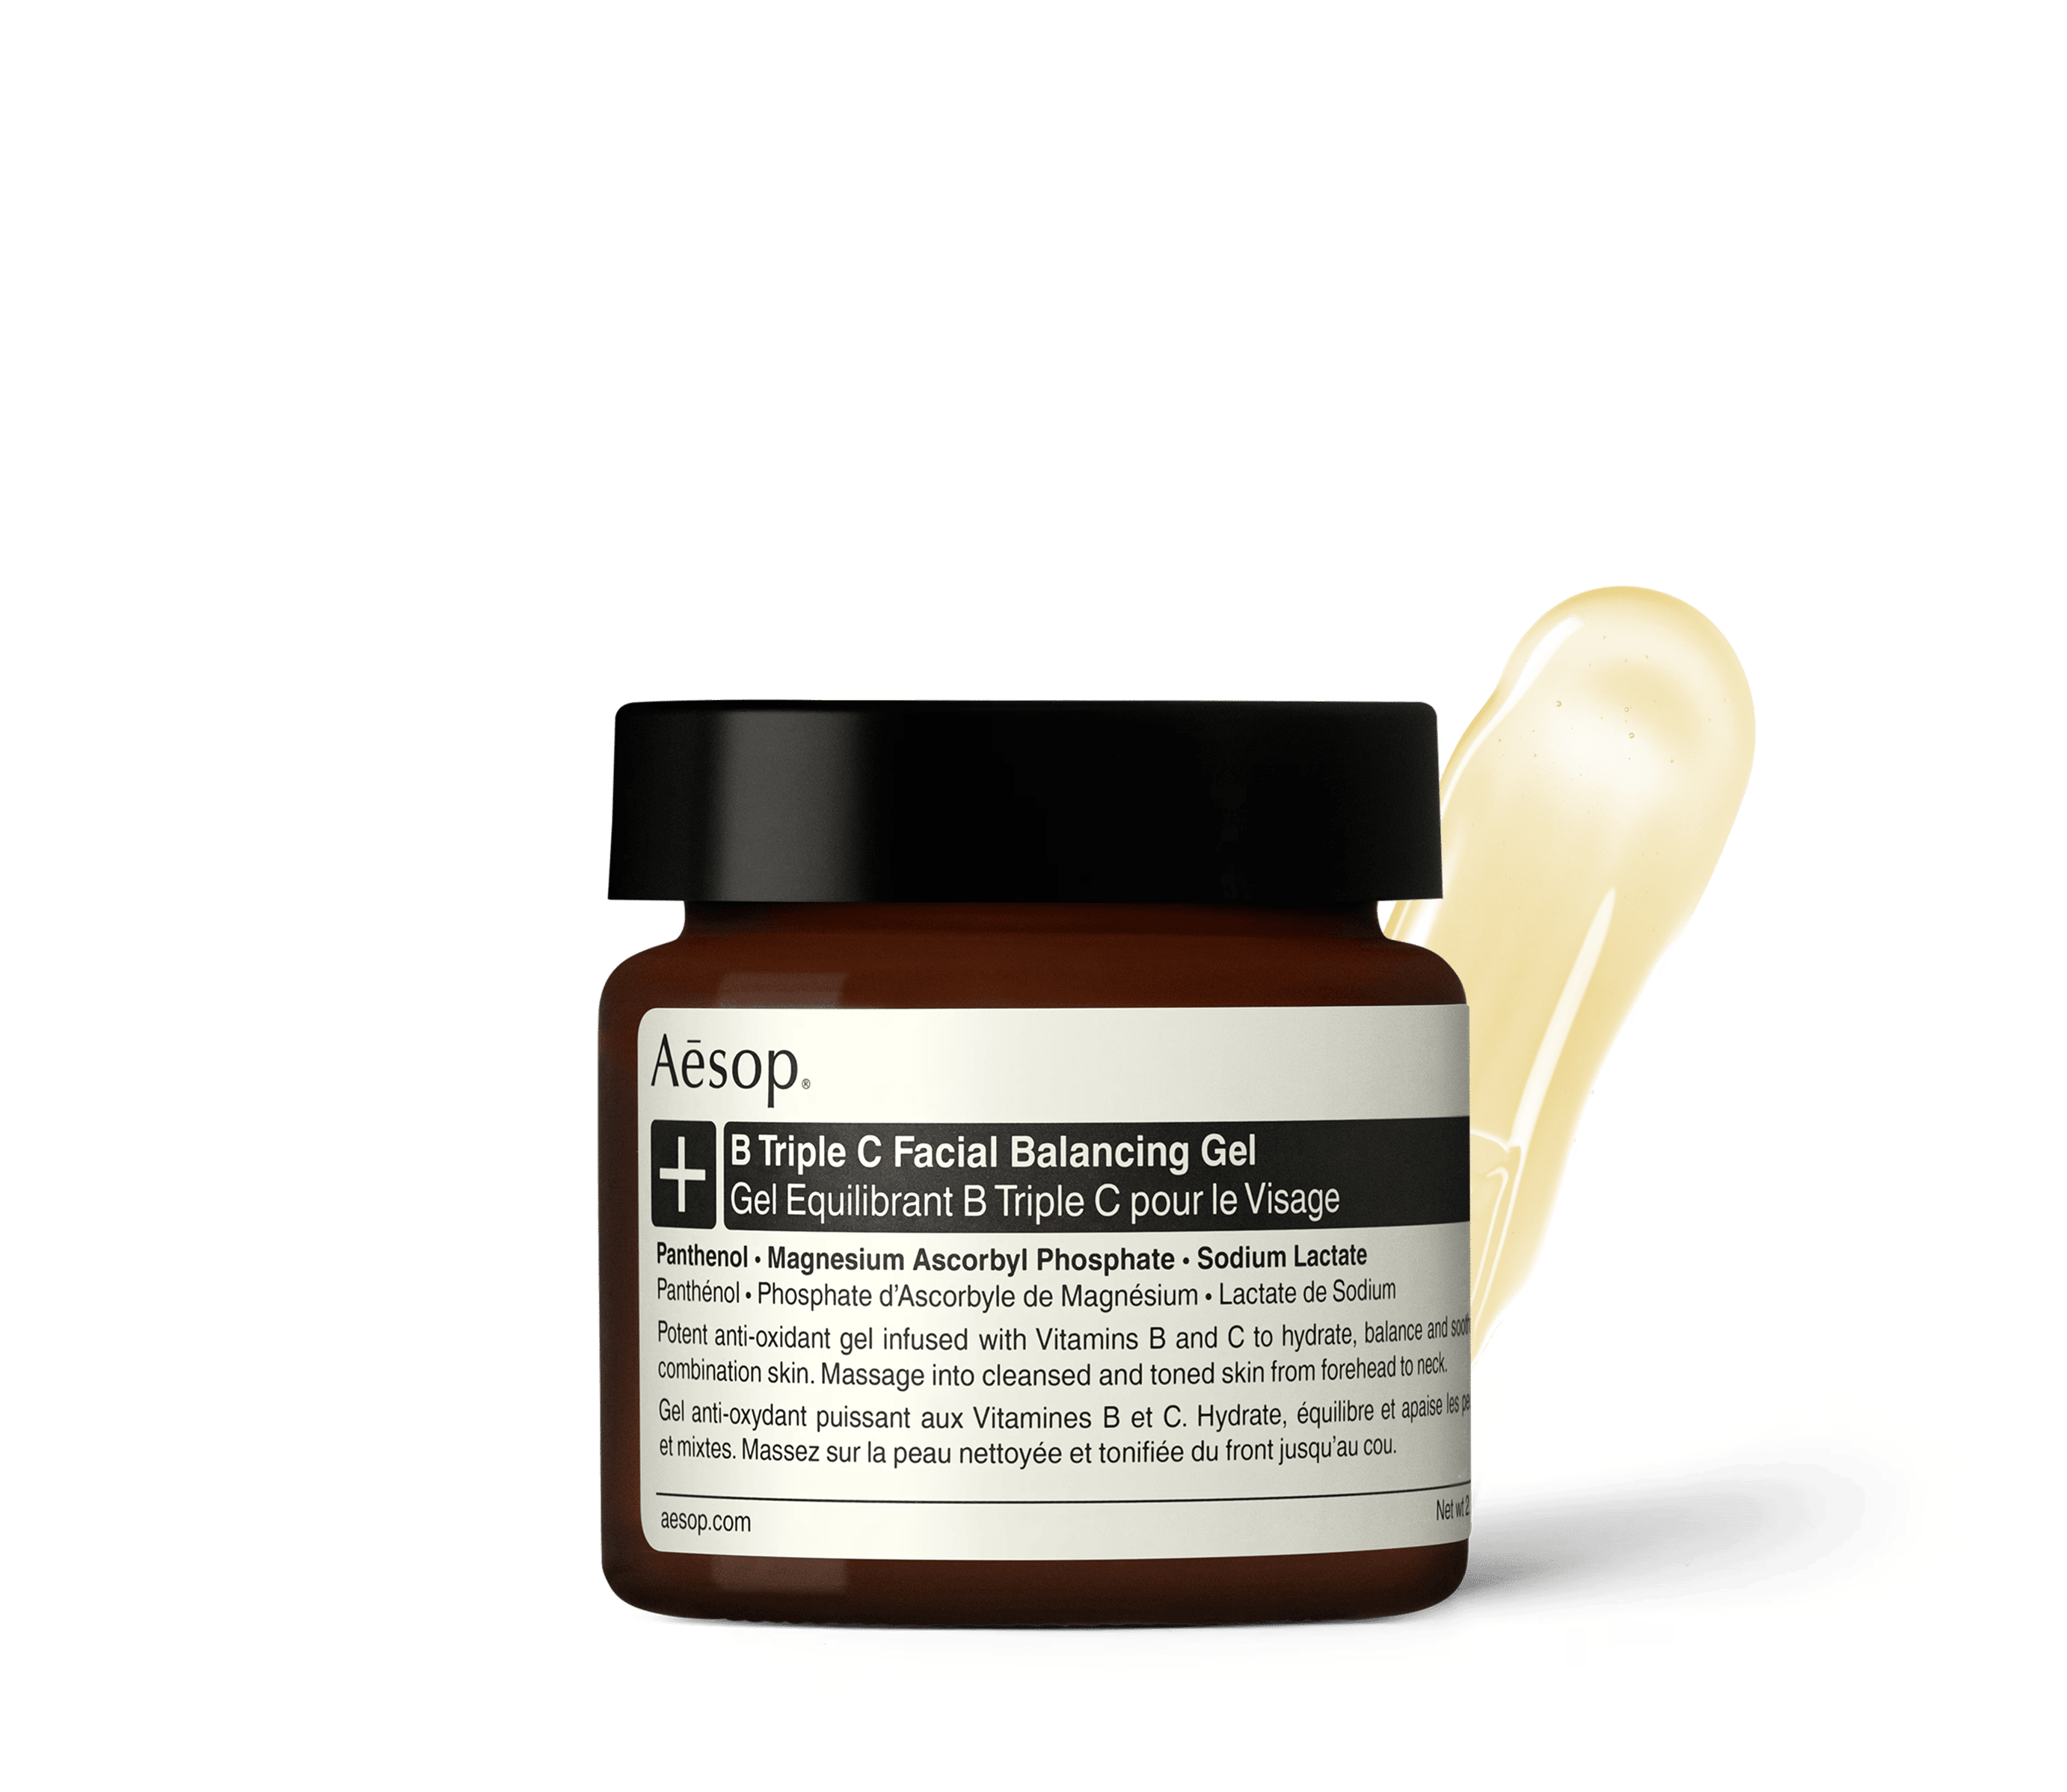 Aēsop®
B Triple C Facial Balancing Gel
Gel Equilibrant B Triple C pour le Visage
Panthenol • Magnesium Ascorbyl Phosphate • Sodium Lactate
Panthénol • Phosphate d'Ascorbyle de Magnésium • Lactate de Sodium
Potent anti-oxidant gel infused with Vitamins B and C to hydrate, balance and
combination skin. Massage into cleansed and toned skin from forehead to neck.
Gel anti-oxydant puissant aux Vitamines B et C. Hydrate, équilibre et apaise les
et mixtes. Massez sur la peau nettoyée et tonifiée du front jusqu'au cou.
aesop.com
Net wt